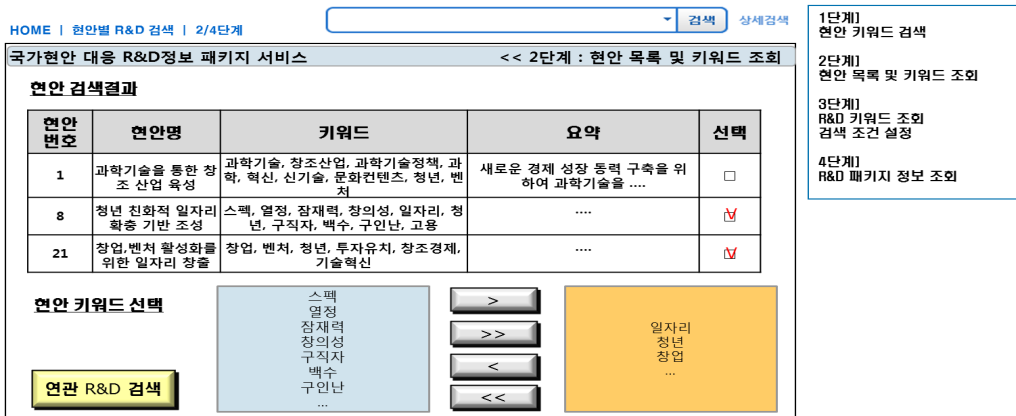 검색 상세검색
HOME | 현안별 R&D 검색 | 2/4단계
국가현안 대응 R&D정보 패키지 서비스 << 2단계 : 현안 목록 및 키워드 조회
현안 검색결과
현안
번호
현안명
키워드
요약
선택
1
과학기술을 통한 창
조 산업 육성
과학기술, 창조산업, 과학기술정책, 과
학, 혁신, 신기술, 문화컨텐츠, 청년, 벤
처
새로운 경제 성장 동력 구축을 위
하여 과학기술을 ....
8
청년 친화적 일자리
확충 기반 조성
스펙, 열정, 잠재력, 창의성, 일자리, 청
년, 구직자, 백수, 구인난, 고용
....
21
창업,벤처 활성화를
위한 일자리 창출
창업, 벤처, 청년, 투자유치, 창조경제,
기술혁신
....
현안 키워드 선택
스펙
열정
잠재력
창의성
구직자
백수
구인난
...
>
>>
<
<<
일자리
청년
창업
...
연관 R&D 검색
1단계]
현안 키워드 검색
2단계]
현안 목록 및 키워드 조회
3단계]
R&D 키워드 조회
검색 조건 설정
4단계]
R&D 패키지 정보 조회